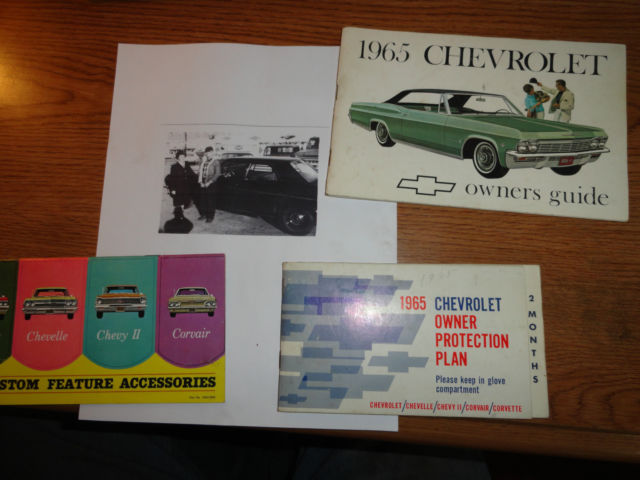 1965 CHEVROLET
owners guide
Chevelle
Chevy II
Corvair
STOM FEATURE ACCESSORIES
1965 CHEVROLET
OWNER
PROTECTION
PLAN
Please keep in glove
compartment
CHEVROLET/CHEVELLE/CHEVY II/CORVAIR/CORVETTE
2 MONTHS